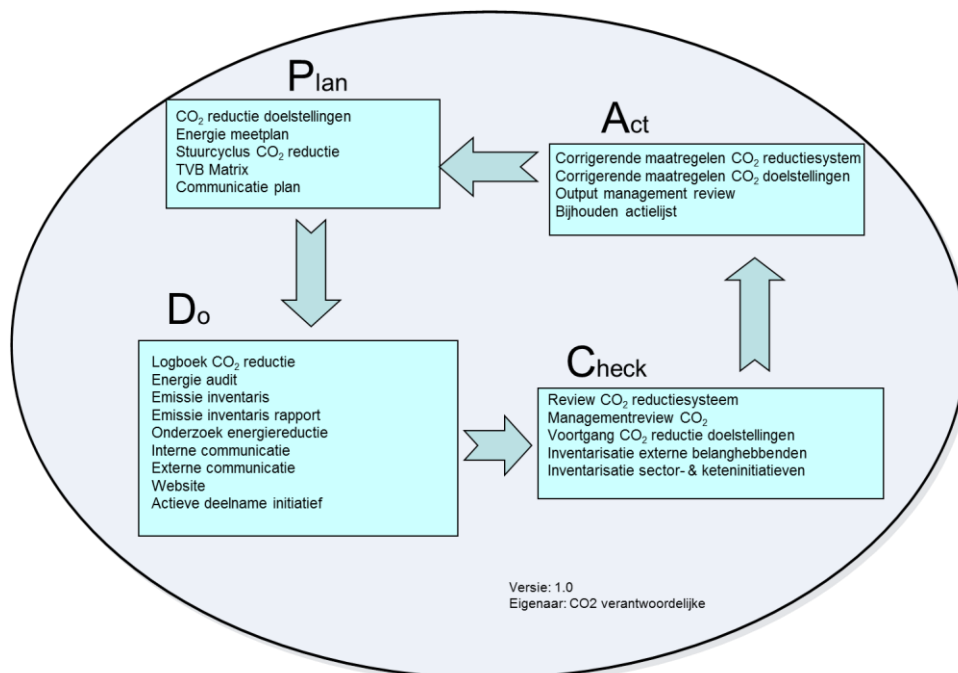 Plan
CO₂ reductie doelstellingen
Energie meetplan
Stuurcyclus CO₂ reductie
TVB Matrix
Communicatie plan
Act
Corrigerende maatregelen CO₂ reductiesystem
Corrigerende maatregelen CO₂ doelstellingen
Output management review
Bijhouden actielijst
Do
Logboek CO₂ reductie
Energie audit
Emissie inventaris
Emissie inventaris rapport
Onderzoek energiereductie
Interne communicatie
Externe communicatie
Website
Actieve deelname initiatief
Check
Review CO₂ reductiesysteem
Managementreview CO₂
Voortgang CO₂ reductie doelstellingen
Inventarisatie externe belanghebbenden
Inventarisatie sector- & keteninitiatieven
Versie: 1.0
Eigenaar: CO2 verantwoordelijke